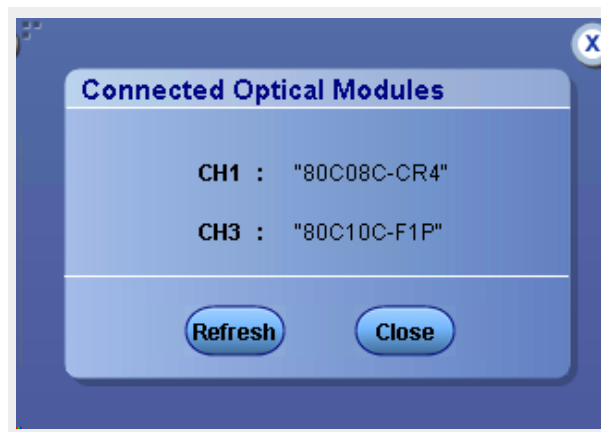 X
Connected Optical Modules
CH1 : "80C08C-CR4"
CH3 : "80C10C-F1P"
Refresh Close